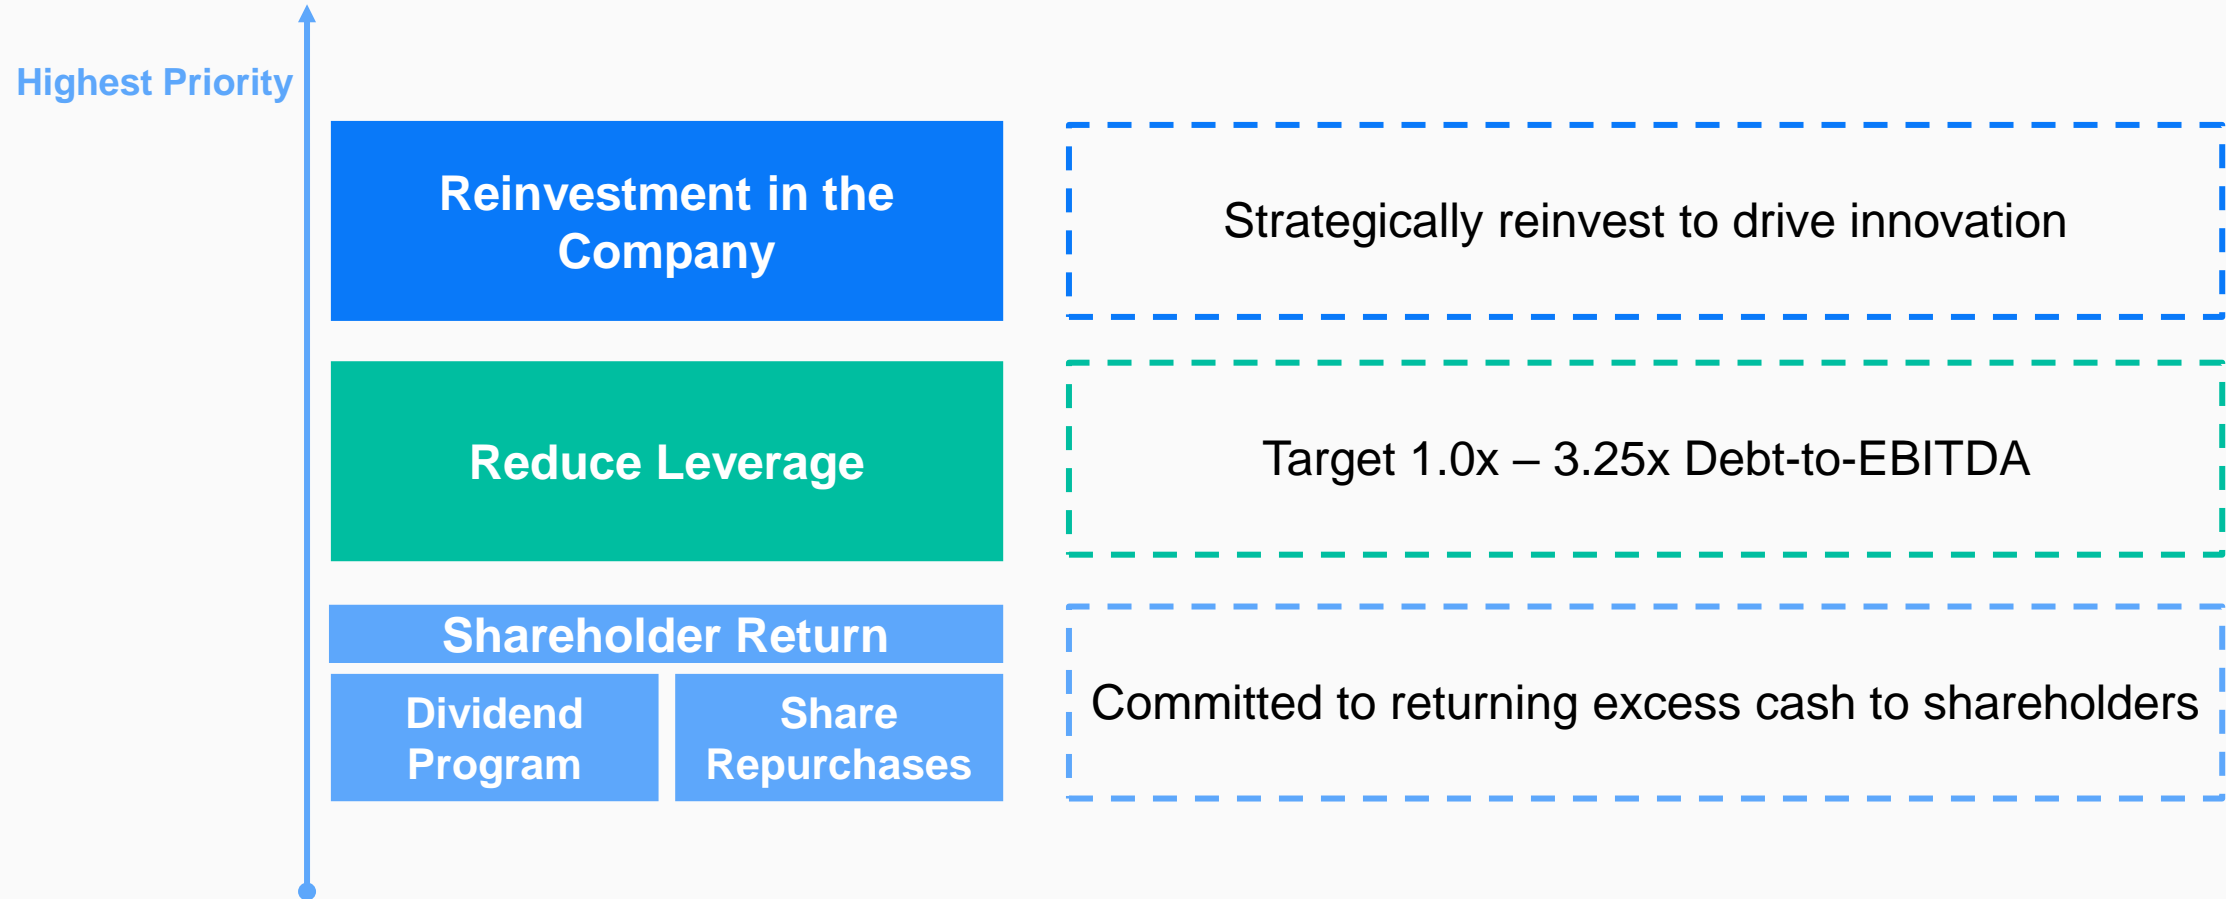 Highest Priority
Reinvestment in the
Company
Strategically reinvest to drive innovation
Reduce Leverage
Target 1.0x – 3.25x Debt-to-EBITDA
Shareholder Return
Dividend
Program
Share
Repurchases
Committed to returning excess cash to shareholders